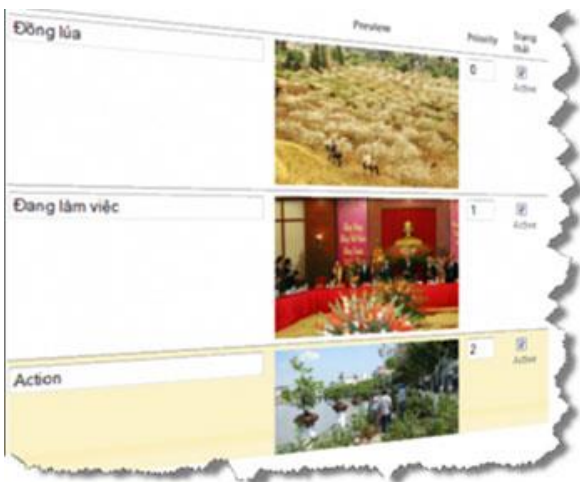 Preview Priority Trạng thái
Đồng lúa
0
Active
Đang làm việc
1
Active
Action
2
Active